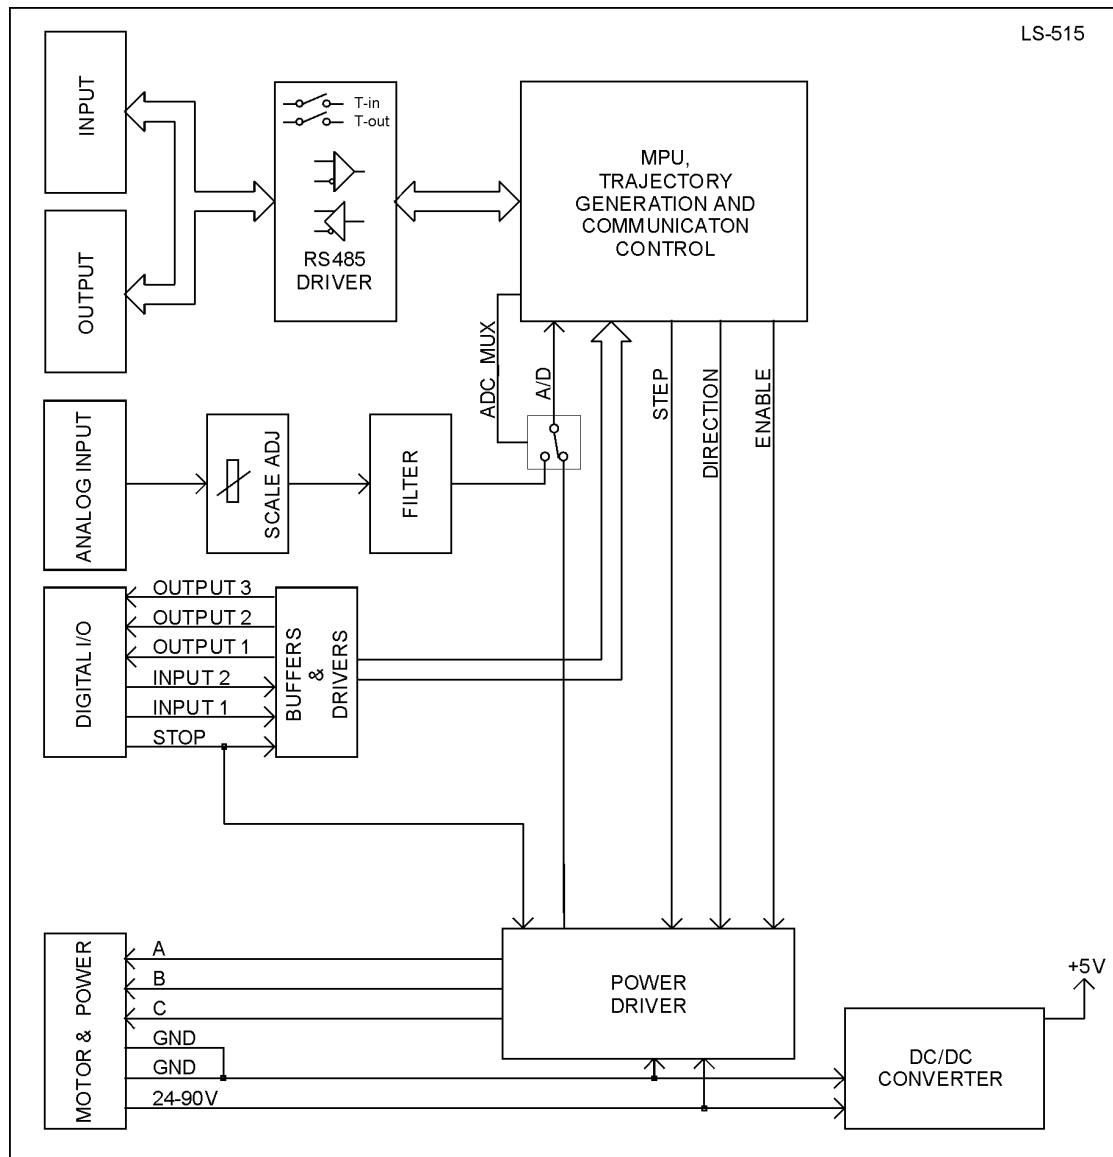 LS-515
INPUT
T-in
T-out
RS485
DRIVER
MPU,
TRAJECTORY
GENERATION AND
COMMUNICATON
CONTROL
OUTPUT
ADC_MUX
A/D
STEP
DIRECTION
ENABLE
ANALOG INPUT
SCALE ADJ
FILTER
DIGITAL I/O
OUTPUT 3
OUTPUT 2
OUTPUT 1
INPUT 2
INPUT 1
STOP
BUFFERS
&
DRIVERS
MOTOR & POWER
A
B
C
GND
GND
24-90V
POWER
DRIVER
+5V
DC/DC
CONVERTER